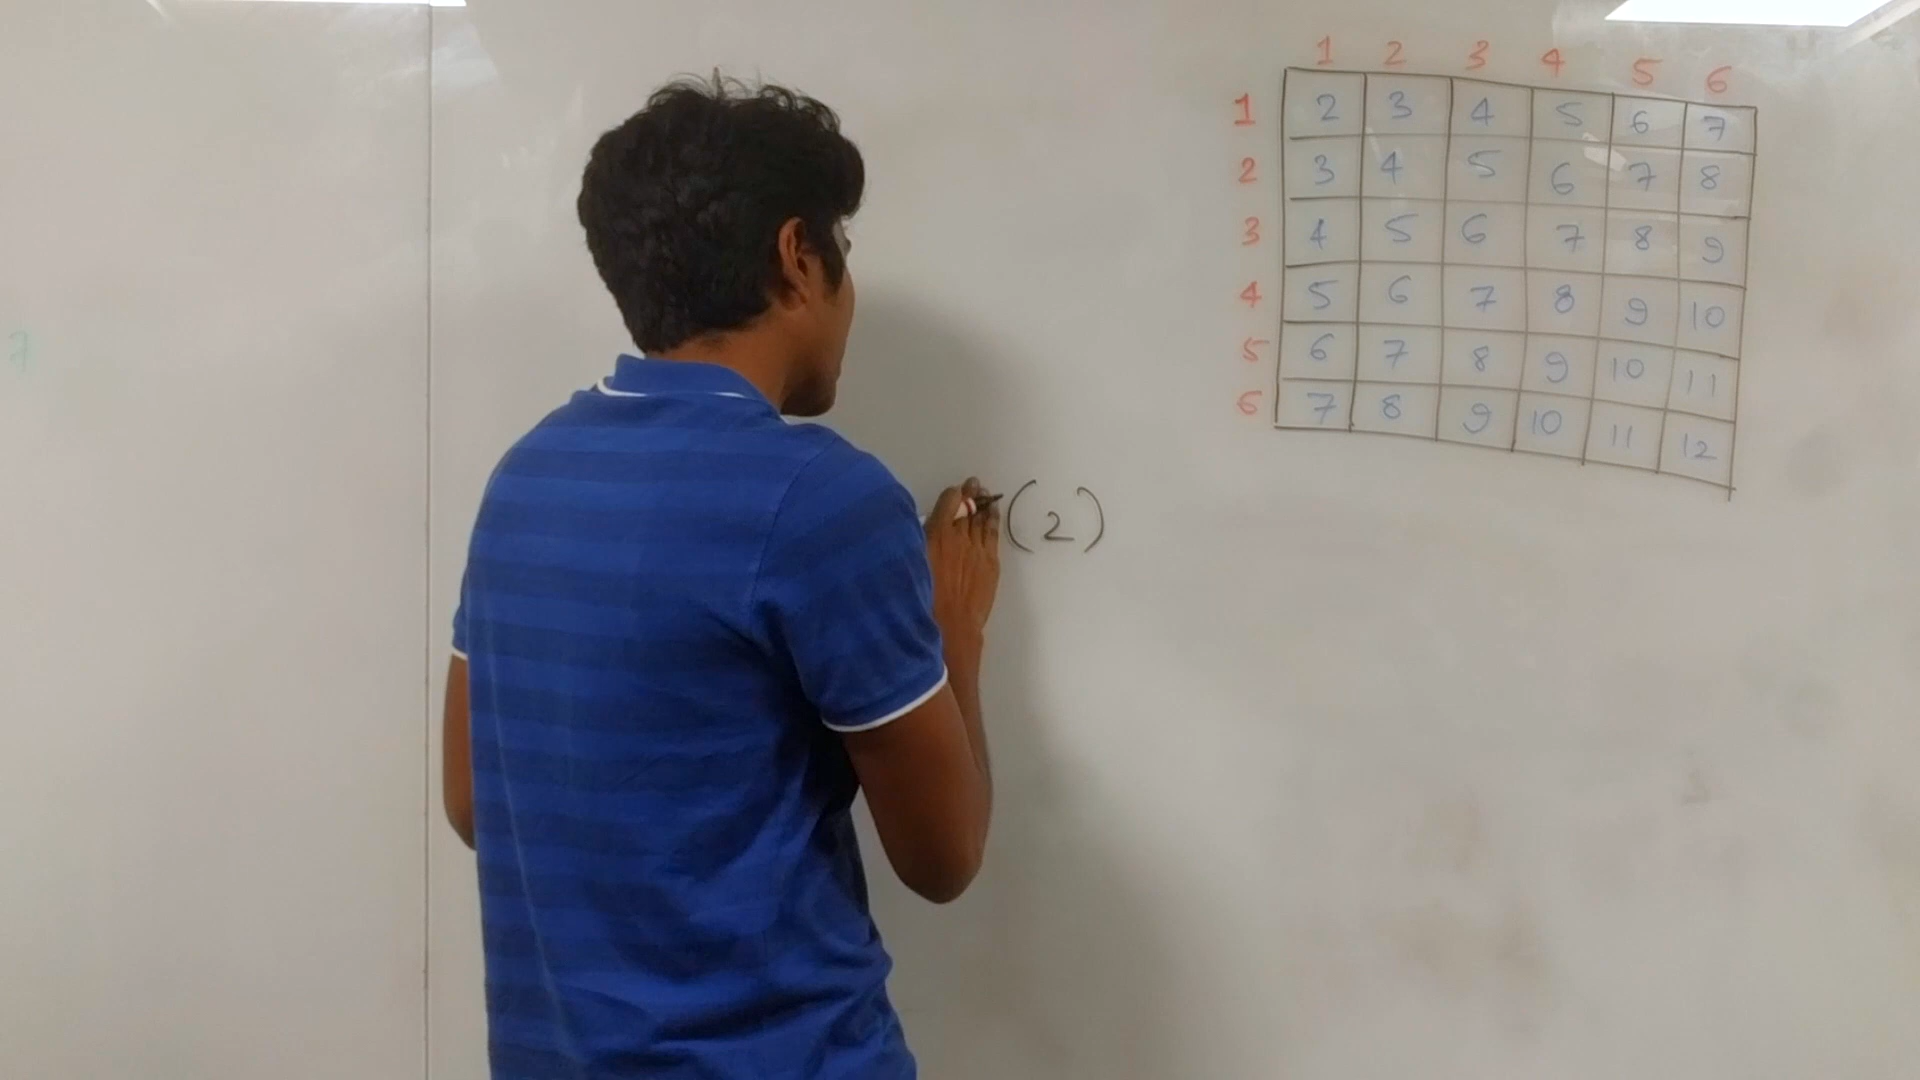 1 2 3 4 5 6
1 2 3 4 5 6 7
2 3 4 5 6 7 8
3 4 5 6 7 8 9
4 5 6 7 8 9 10
5 6 7 8 9 10 11
6 7 8 9 10 11 12
(2)
7